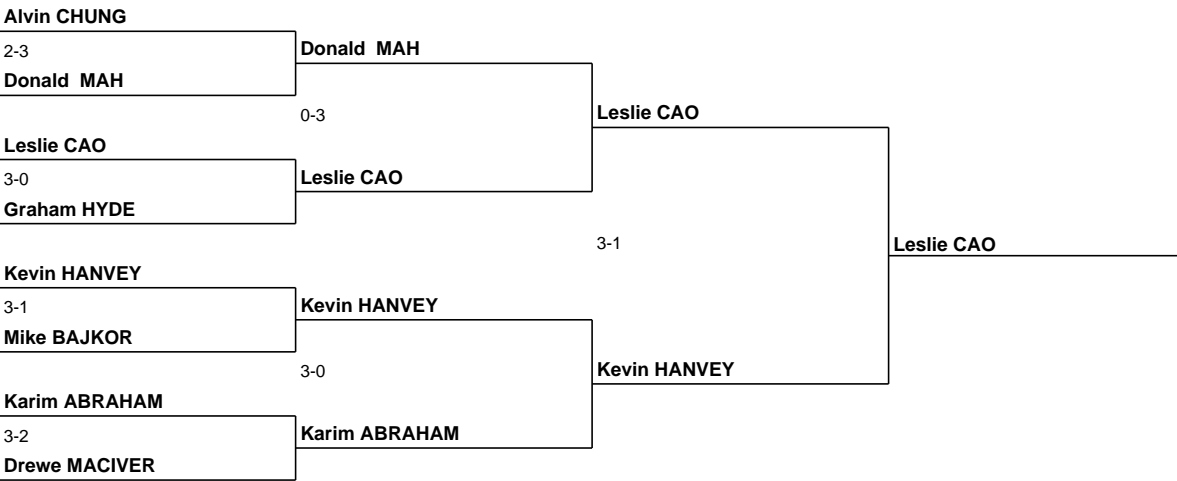 Alvin CHUNG
2-3
Donald  MAH
Leslie CAO
3-0
Graham HYDE
Kevin HANVEY
3-1
Mike BAJKOR
Karim ABRAHAM
3-2
Drewe MACIVER
Donald  MAH
0-3
Leslie CAO
Kevin HANVEY
3-0
Karim ABRAHAM
Leslie CAO
3-1
Kevin HANVEY
Leslie CAO